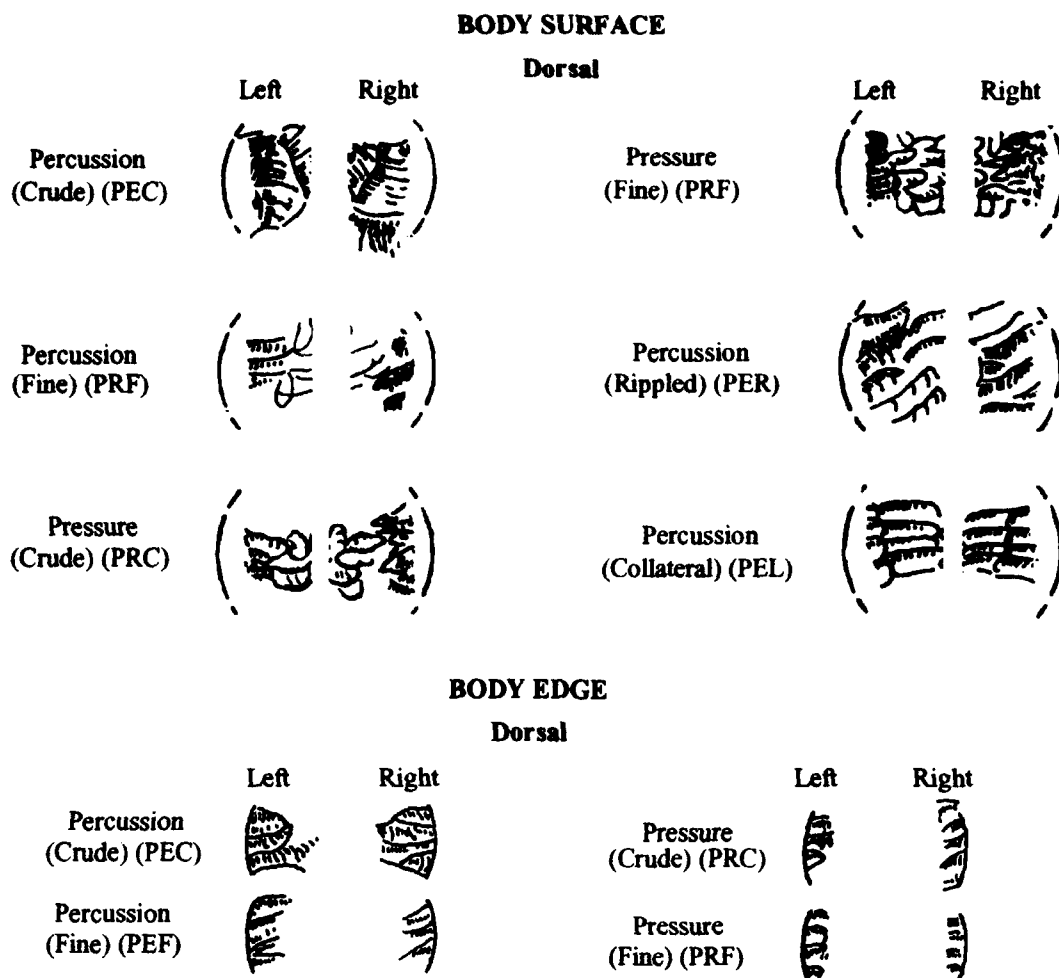 BODY SURFACE
Dorsal
Left Right
Percussion
(Crude) (PEC)
Percussion
(Fine) (PRF)
Pressure
(Crude) (PRC)
Left Right
Pressure
(Fine) (PRF)
Percussion
(Rippled) (PER)
Percussion
(Collateral) (PEL)
BODY EDGE
Dorsal
Left Right
Percussion
(Crude) (PEC)
Percussion
(Fine) (PEF)
Left Right
Pressure
(Crude) (PRC)
Pressure
(Fine) (PRF)